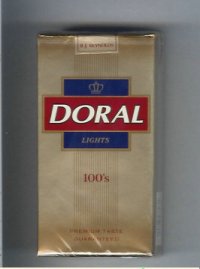 R.J. REYNOLDS
DORAL
LIGHTS
100's
PREMIUM TASTE
GUARANTEED